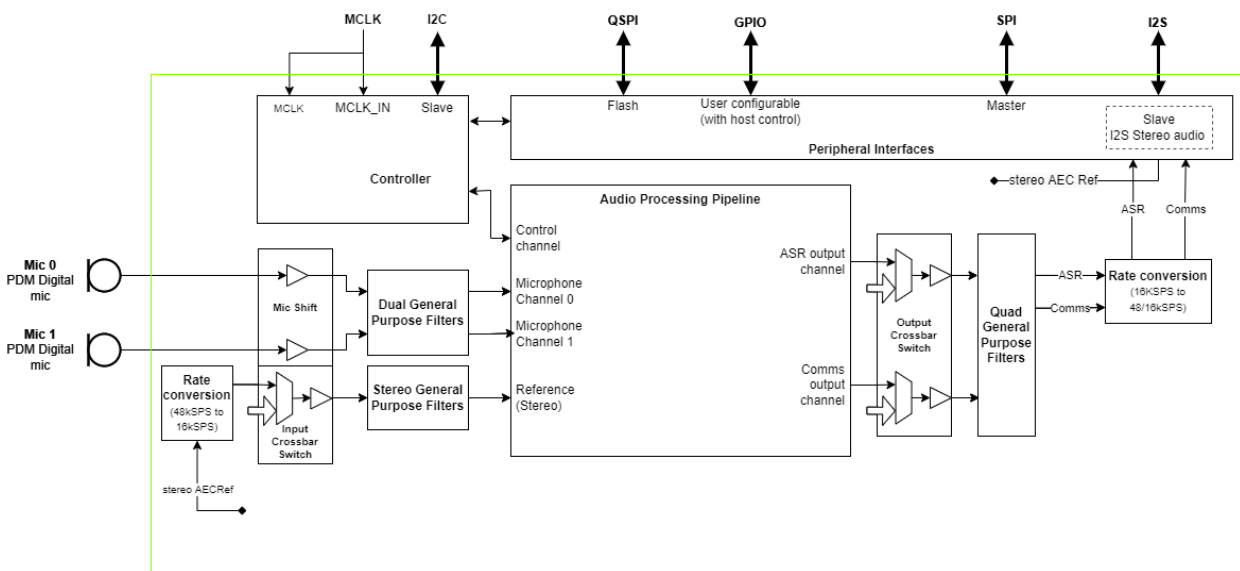 MCLK
I2C
QSPI
GPIO
SPI
I2S
MCLK
MCLK_IN
Slave
Controller
Flash
User configurable
(with host control)
Master
Slave
I2S Stereo audio
Peripheral Interfaces
stereo AEC Ref
ASR
Comms
Audio Processing Pipeline
Control
channel
Microphone
Channel 0
Microphone
Channel 1
Reference
(Stereo)
ASR output
channel
Comms
output
channel
Mic 0
PDM Digital
mic
Mic 1
PDM Digital
mic
Mic Shift
Dual General
Purpose Filters
Rate
conversion
(48kSPS to
16kSPS)
Input
Crossbar
Switch
Stereo General
Purpose Filters
stereo AECRef
Output
Crossbar
Switch
Quad
General
Purpose
Filters
ASR
Comms
Rate conversion
(16KSPS to
48/16kSPS)